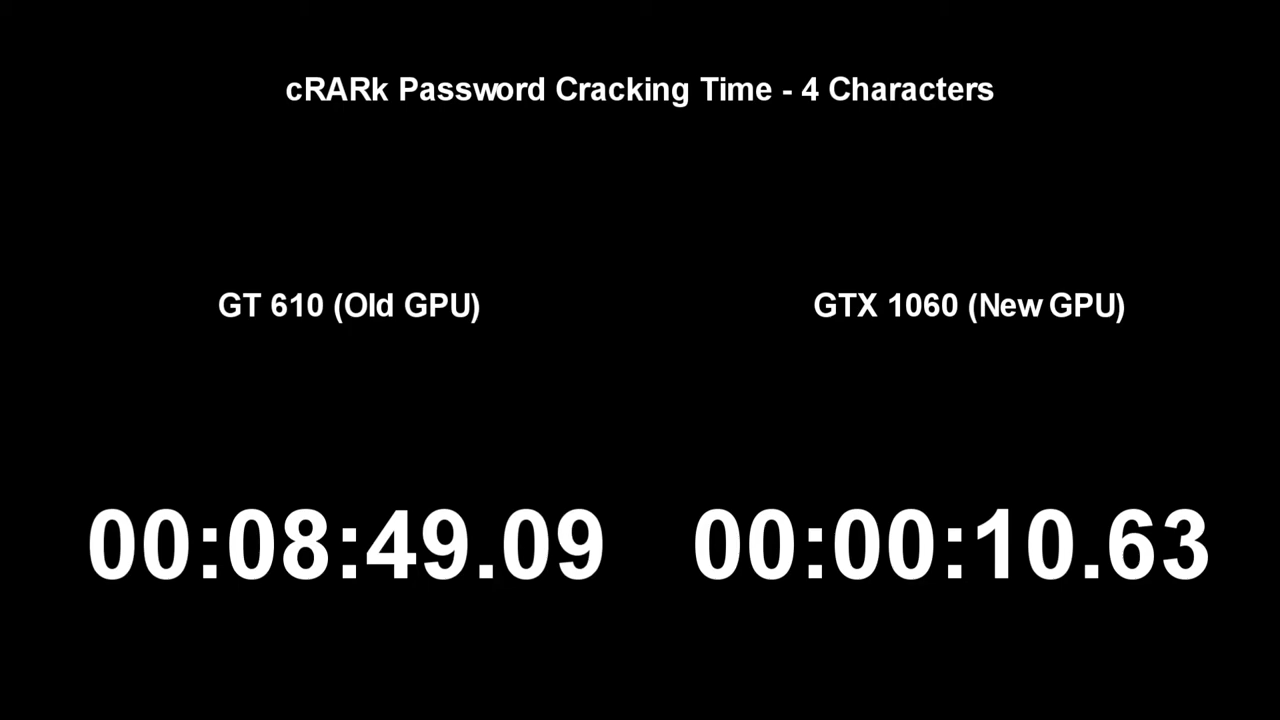 cRARk Password Cracking Time - 4 Characters
GT 610 (Old GPU)
GTX 1060 (New GPU)
00:08:49.09
00:00:10.63